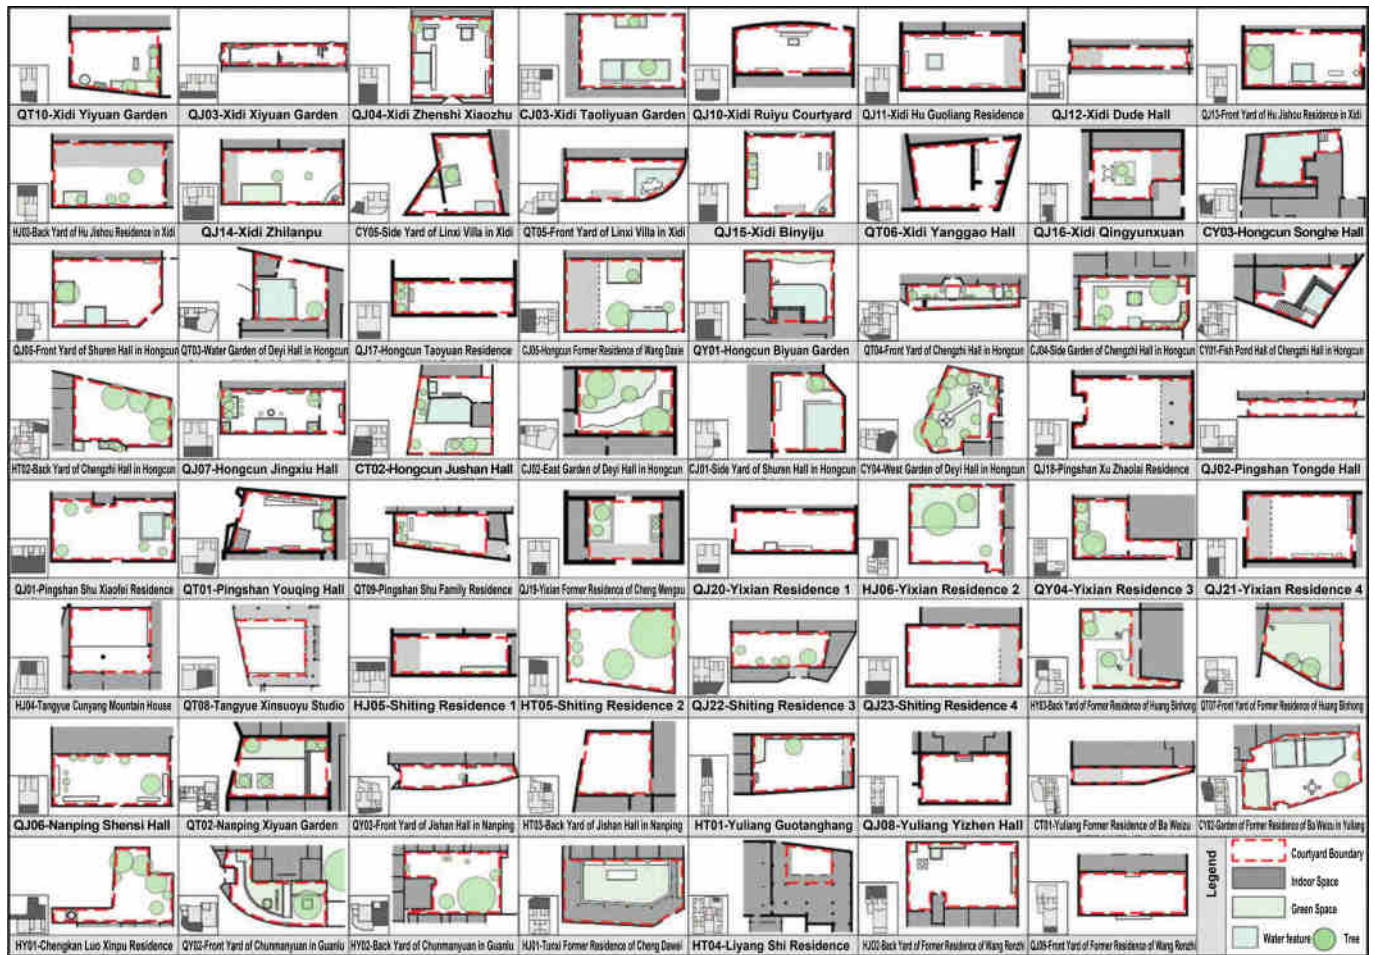 QT10-Xidi Yiyuan Garden
QJ03-Xidi Xiyuan Garden
QJ04-Xidi Zhenshi Xiaozhu
CJ03-Xidi Taoliyuan Garden
QJ10-Xidi Ruiyu Courtyard
QJ11-Xidi Hu Guoliang Residence
QJ12-Xidi Dude Hall
QJ13-Front Yard of Hu Jishou Residence in Xidi
HJ03-Back Yard of Hu Jishou Residence in Xidi
QJ14-Xidi Zhilanpu
CY05-Side Yard of Linxi Villa in Xidi
QT05-Front Yard of Linxi Villa in Xidi
QJ15-Xidi Binyiju
QT06-Xidi Yanggao Hall
QJ16-Xidi Qingyunxuan
CY03-Hongcun Songhe Hall
QJ05-Front Yard of Shuren Hall in Hongcun
QT03-Water Garden of Deyi Hall in Hongcun
QJ17-Hongcun Taoyuan Residence
CJ05-Hongcun Former Residence of Wang Daxie
QY01-Hongcun Biyuan Garden
QT04-Front Yard of Chengzhi Hall in Hongcun
CJ04-Side Garden of Chengzhi Hall in Hongcun
CY01-Fish Pond Hall of Chengzhi Hall in Hongcun
HT02-Back Yard of Chengzhi Hall in Hongcun
QJ07-Hongcun Jingxiu Hall
CT02-Hongcun Jushan Hall
CJ02-East Garden of Deyi Hall in Hongcun
CJ01-Side Yard of Shuren Hall in Hongcun
CY04-West Garden of Deyi Hall in Hongcun
QJ18-Pingshan Xu Zhaolai Residence
QJ02-Pingshan Tongde Hall
QJ01-Pingshan Shu Xiaofei Residence
QT01-Pingshan Youqing Hall
QT09-Pingshan Shu Family Residence
QJ19-Yixian Former Residence of Cheng Mengxu
QJ20-Yixian Residence 1
HJ06-Yixian Residence 2
QY04-Yixian Residence 3
QJ21-Yixian Residence 4
HJ04-Tangyue Cunyang Mountain House
QT08-Tangyue Xinsuoyu Studio
HJ05-Shiting Residence 1
HT05-Shiting Residence 2
QJ22-Shiting Residence 3
QJ23-Shiting Residence 4
HY03-Back Yard of Former Residence of Huang Binhong
QT07-Front Yard of Former Residence of Huang Binhong
QJ06-Nanping Shensi Hall
QT02-Nanping Xiyuan Garden
QY03-Front Yard of Jishan Hall in Nanping
HT03-Back Yard of Jishan Hall in Nanping
HT01-Yuliang Guotanghang
QJ08-Yuliang Yizhen Hall
CT01-Yuliang Former Residence of Ba Weizu
CY02-Garden of Former Residence of Ba Weizu in Yuliang
HY01-Chengkan Luo Xinpu Residence
QY02-Front Yard of Chunmanyuan in Guanlu
HY02-Back Yard of Chunmanyuan in Guanlu
HJ01-Tunxi Former Residence of Cheng Dawei
HT04-Liyang Shi Residence
HJ02-Back Yard of Former Residence of Wang Renzhi
QJ09-Front Yard of Former Residence of Wang Renzhi
Legend
Courtyard Boundary
Indoor Space
Green Space
Water feature
Tree